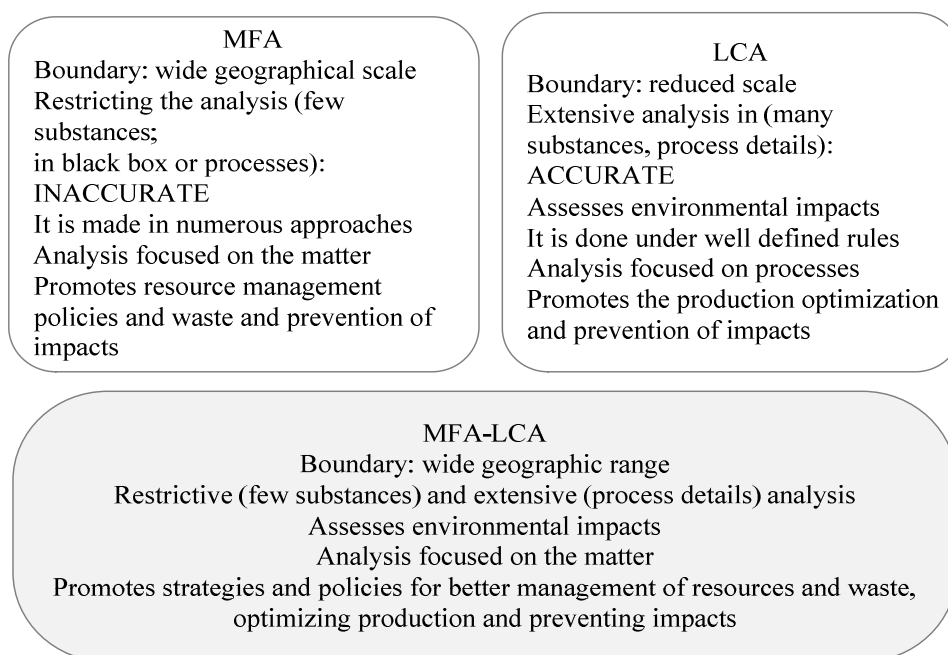 MFA
Boundary: wide geographical scale
Restricting the analysis (few
substances;
in black box or processes):
INACCURATE
It is made in numerous approaches
Analysis focused on the matter
Promotes resource management
policies and waste and prevention of
impacts
LCA
Boundary: reduced scale
Extensive analysis in (many
substances, process details):
ACCURATE
Assesses environmental impacts
It is done under well defined rules
Analysis focused on processes
Promotes the production optimization
and prevention of impacts
MFA-LCA
Boundary: wide geographic range
Restrictive (few substances) and extensive (process details) analysis
Assesses environmental impacts
Analysis focused on the matter
Promotes strategies and policies for better management of resources and waste,
optimizing production and preventing impacts